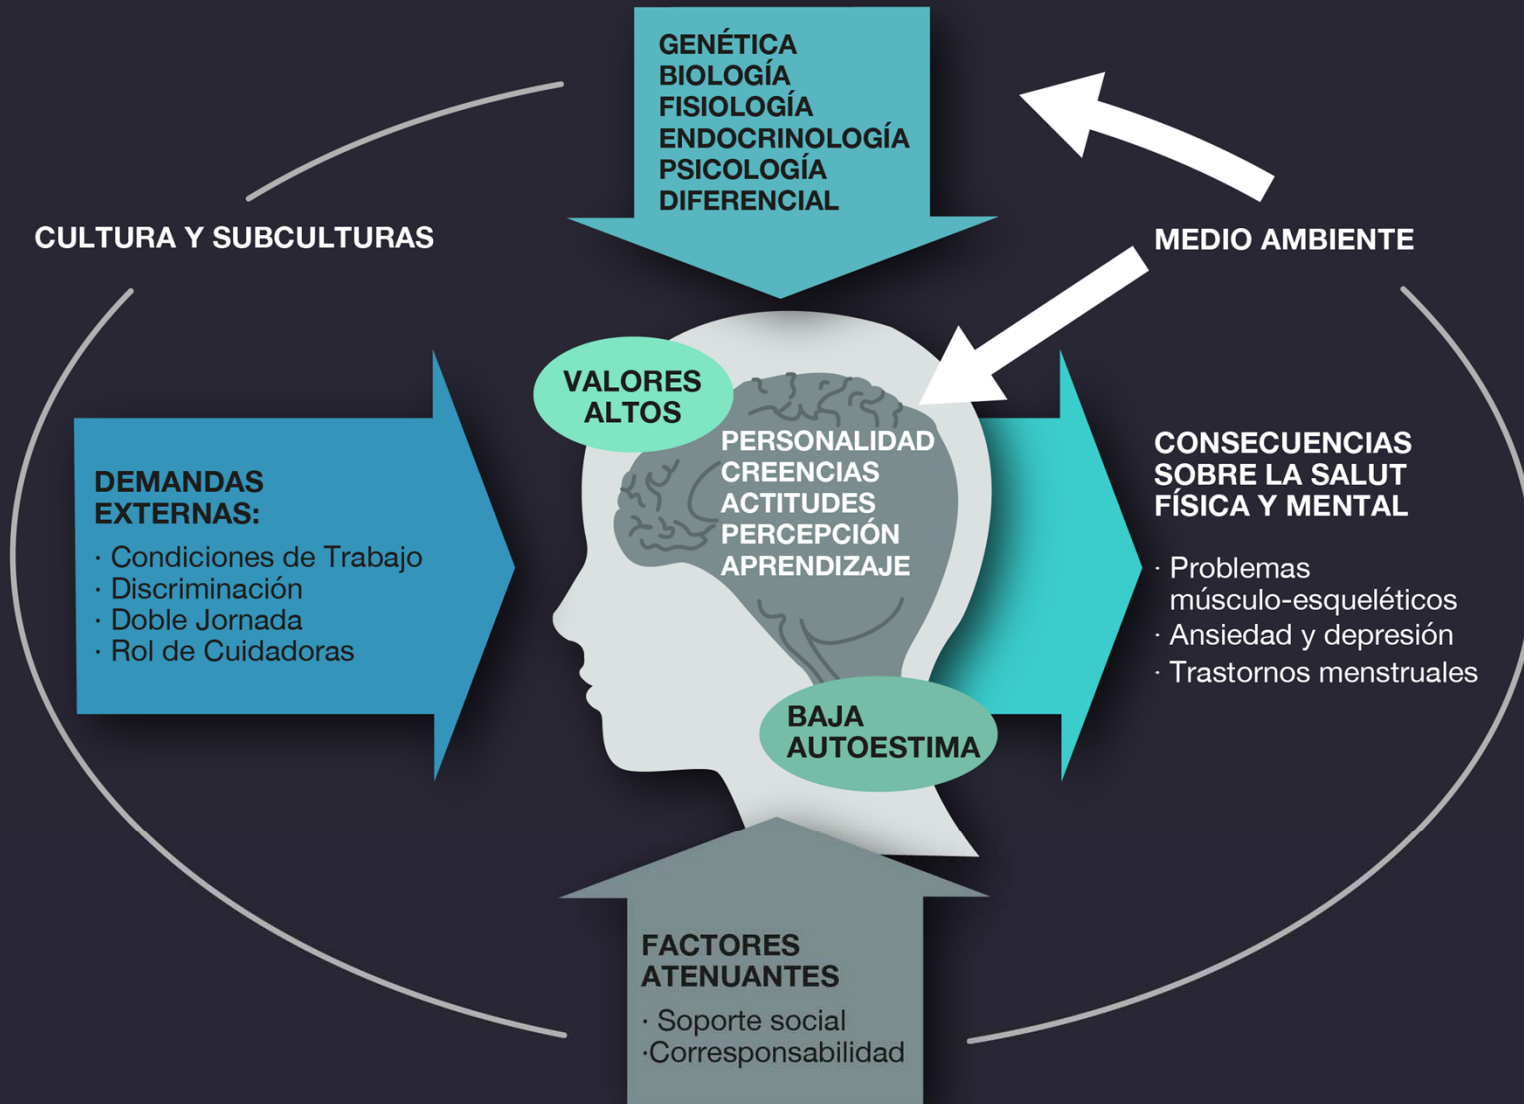 GENÉTICA
BIOLOGÍA
FISIOLOGÍA
ENDOCRINOLOGÍA
PSICOLOGÍA
DIFERENCIAL
CULTURA Y SUBCULTURAS
MEDIO AMBIENTE
VALORES
ALTOS
PERSONALIDAD
CREENCIAS
ACTITUDES
PERCEPCIÓN
APRENDIZAJE
DEMANDAS
EXTERNAS:
· Condiciones de Trabajo
· Discriminación
· Doble Jornada
· Rol de Cuidadoras
CONSECUENCIAS
SOBRE LA SALUT
FÍSICA Y MENTAL
· Problemas
músculo-esqueléticos
· Ansiedad y depresión
· Trastornos menstruales
BAJA
AUTOESTIMA
FACTORES
ATENUANTES
· Soporte social
·Corresponsabilidad